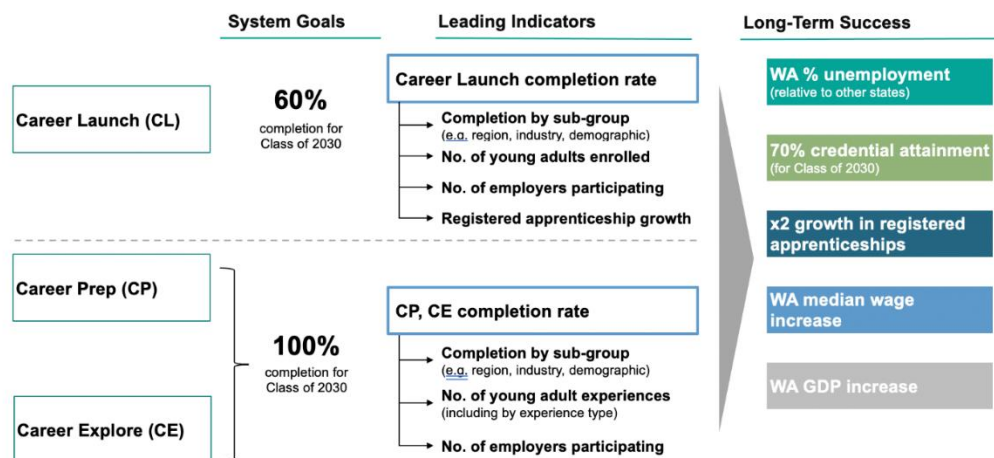 System Goals
Leading Indicators
Long-Term Success
Career Launch (CL)
60%
completion for
Class of 2030
Career Launch completion rate
Completion by sub-group
(e.g. region, industry, demographic)
No. of young adults enrolled
No. of employers participating
Registered apprenticeship growth
Career Prep (CP)
Career Explore (CE)
100%
completion for
Class of 2030
CP, CE completion rate
Completion by sub-group
(e.g. region, industry, demographic)
No. of young adult experiences
(including by experience type)
No. of employers participating
WA % unemployment
(relative to other states)
70% credential attainment
(for Class of 2030)
x2 growth in registered
apprenticeships
WA median wage
increase
WA GDP increase